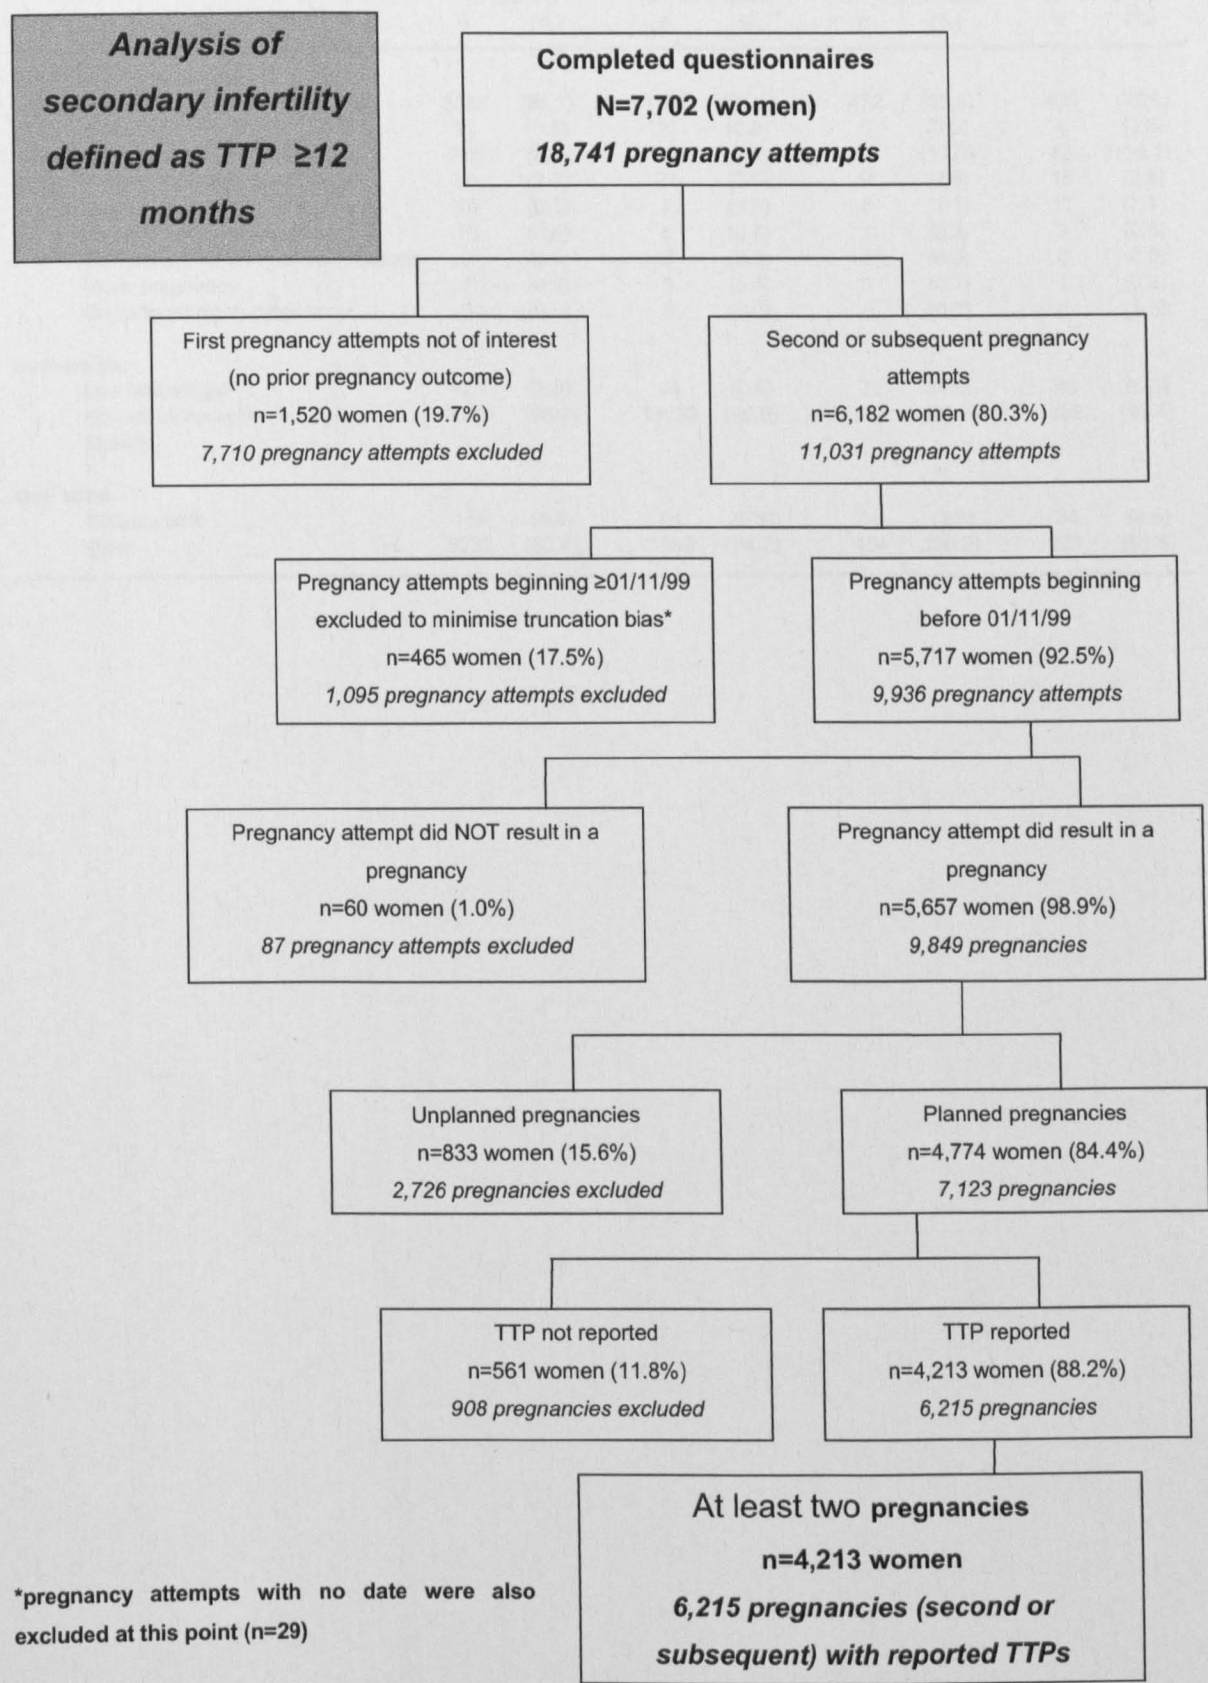 Analysis of
secondary infertility
defined as TTP ≥12
months
Completed questionnaires
N=7,702 (women)
18,741 pregnancy attempts
First pregnancy attempts not of interest
(no prior pregnancy outcome)
n=1,520 women (19.7%)
7,710 pregnancy attempts excluded
Second or subsequent pregnancy
attempts
n=6,182 women (80.3%)
11,031 pregnancy attempts
Pregnancy attempts beginning ≥01/11/99
excluded to minimise truncation bias*
n=465 women (17.5%)
1,095 pregnancy attempts excluded
Pregnancy attempts beginning
before 01/11/99
n=5,717 women (92.5%)
9,936 pregnancy attempts
Pregnancy attempt did NOT result in a
pregnancy
n=60 women (1.0%)
87 pregnancy attempts excluded
Pregnancy attempt did result in a
pregnancy
n=5,657 women (98.9%)
9,849 pregnancies
Unplanned pregnancies
n=833 women (15.6%)
2,726 pregnancies excluded
Planned pregnancies
n=4,774 women (84.4%)
7,123 pregnancies
TTP not reported
n=561 women (11.8%)
908 pregnancies excluded
TTP reported
n=4,213 women (88.2%)
6,215 pregnancies
At least two pregnancies
n=4,213 women
6,215 pregnancies (second or
subsequent) with reported TTPs
*pregnancy attempts with no date were also
excluded at this point (n=29)